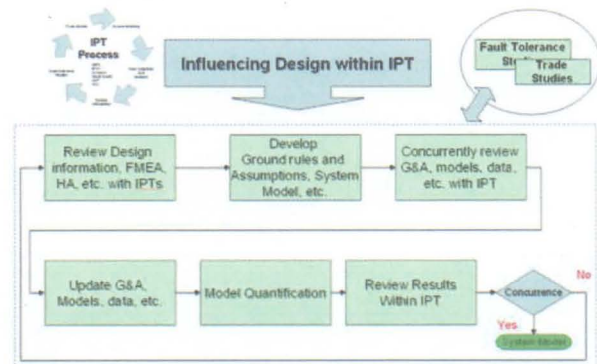 IPT
Process
Influencing Design within IPT
Fault Tolerance
Trade
Studies
Review Design
information, FMEA,
HA, etc. with IPTs
Develop
Ground rules and
Assumptions, System
Model, etc.
Concurrently review
G&A, models, data,
etc. with IPT
Update G&A,
Models, data, etc.
Model Quantification
Review Results
Within IPT
Concurrence
No
Yes
System Model